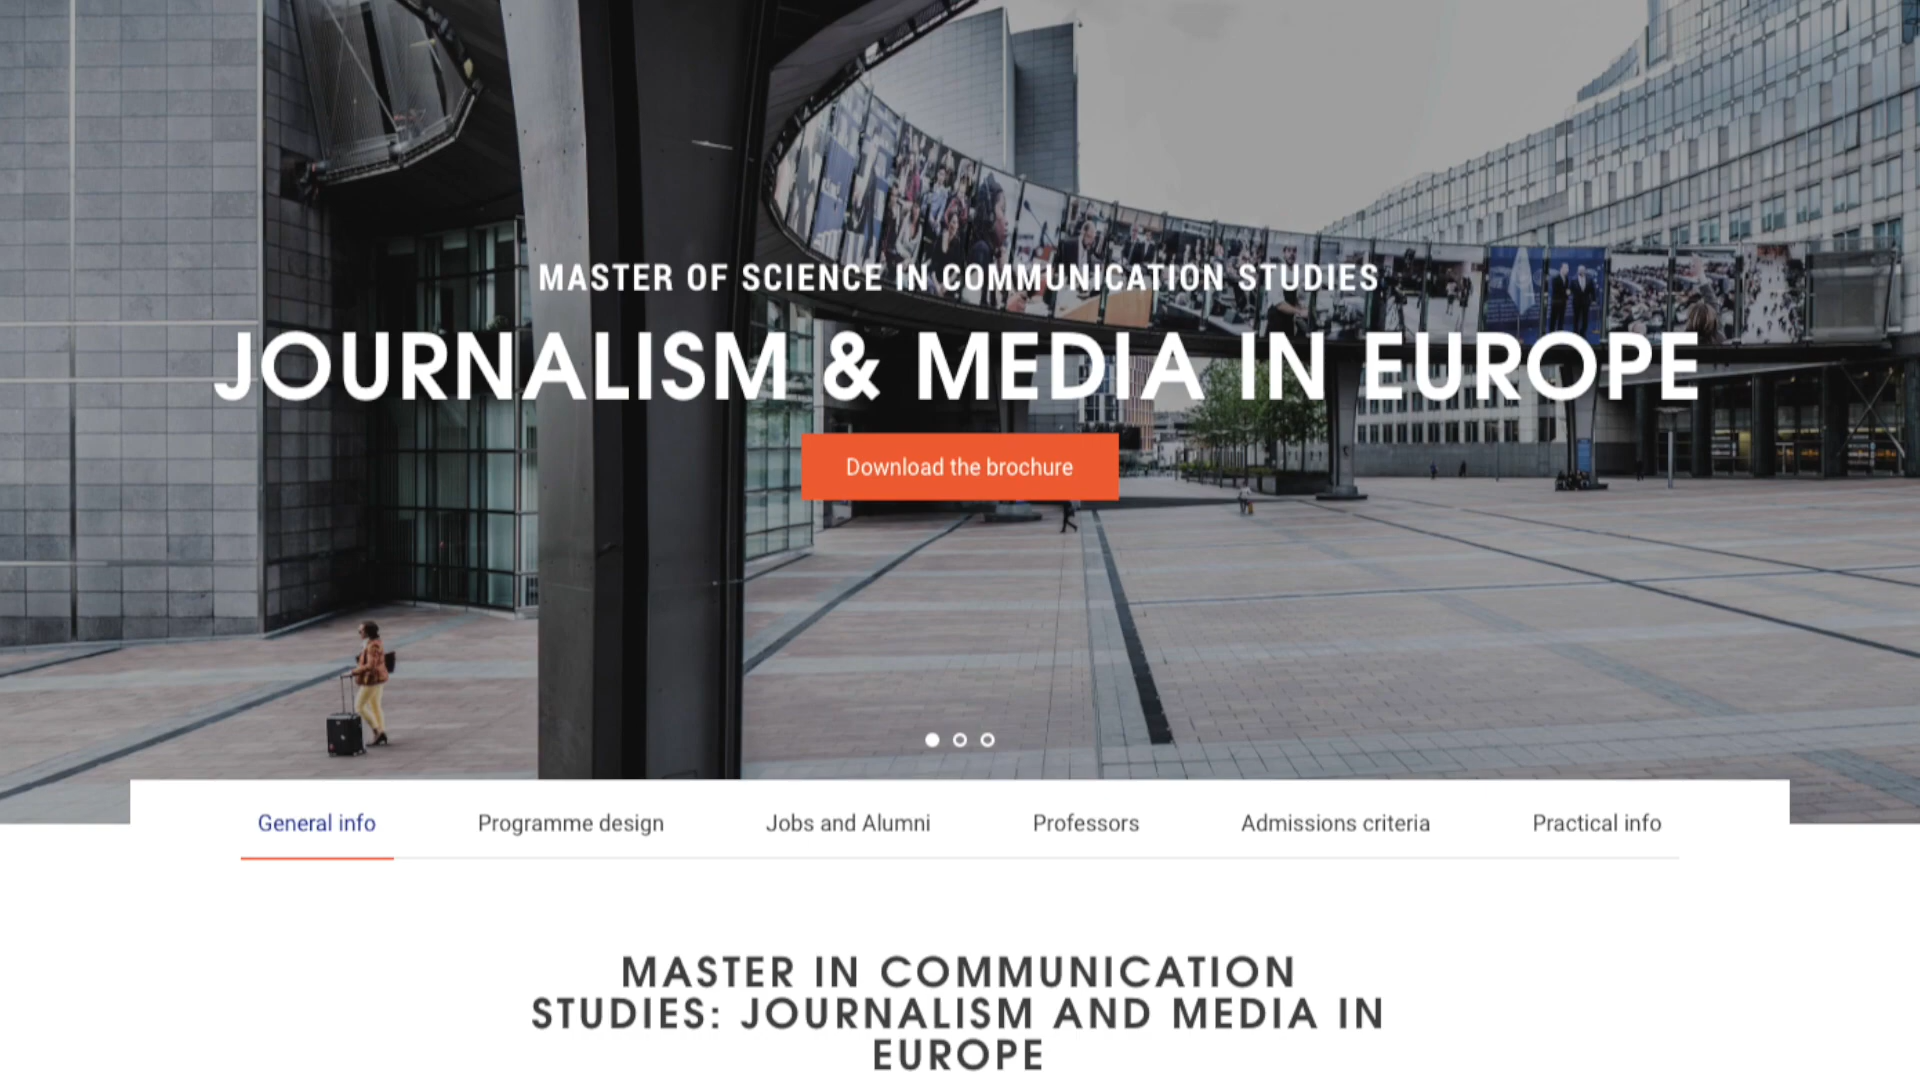 MASTER OF SCIENCE IN COMMUNICATION STUDIES
JOURNALISM & MEDIA IN EUROPE
Download the brochure
General info
Programme design
Jobs and Alumni
Professors
Admissions criteria
Practical info
MASTER IN COMMUNICATION
STUDIES: JOURNALISM AND MEDIA IN
EUROPE